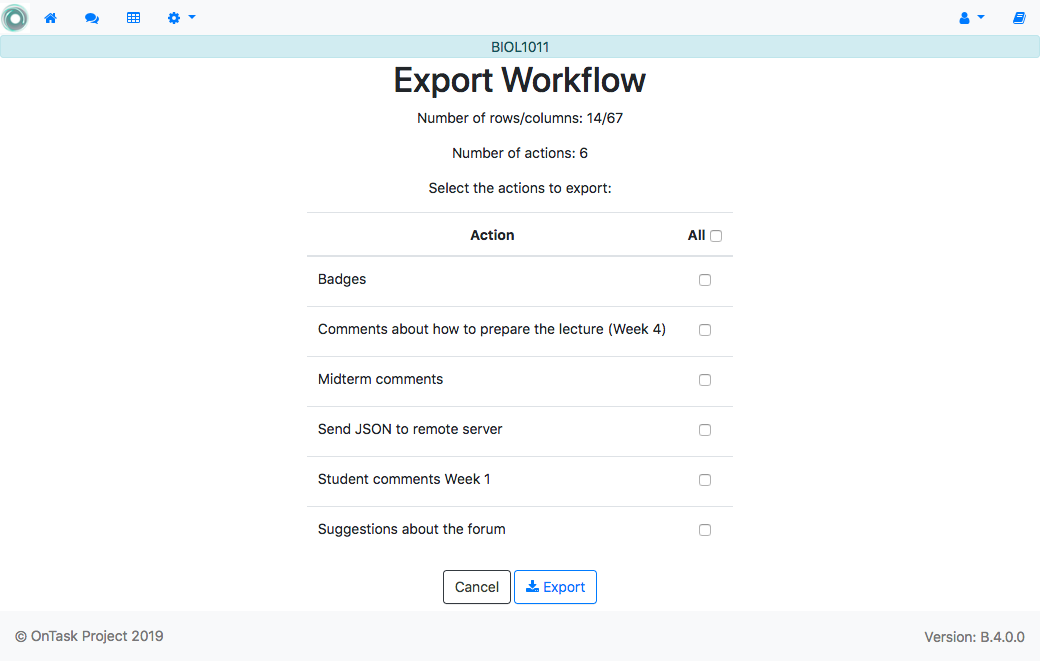 BIOL1011
Export Workflow
Number of rows/columns: 14/67
Number of actions: 6
Select the actions to export:
Action All
Badges
Comments about how to prepare the lecture (Week 4)
Midterm comments
Send JSON to remote server
Student comments Week 1
Suggestions about the forum
Cancel Export
© OnTask Project 2019 Version: B.4.0.0